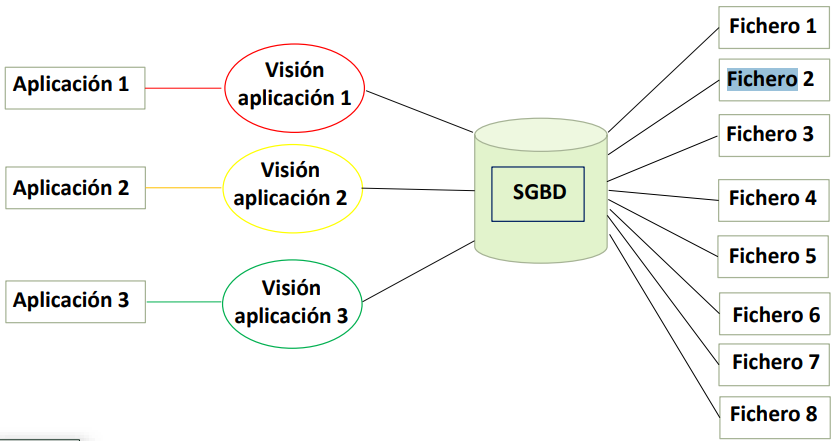 Aplicación 1
Visión
aplicación 1
Aplicación 2
Visión
aplicación 2
Aplicación 3
Visión
aplicación 3
SGBD
Fichero 1
Fichero 2
Fichero 3
Fichero 4
Fichero 5
Fichero 6
Fichero 7
Fichero 8